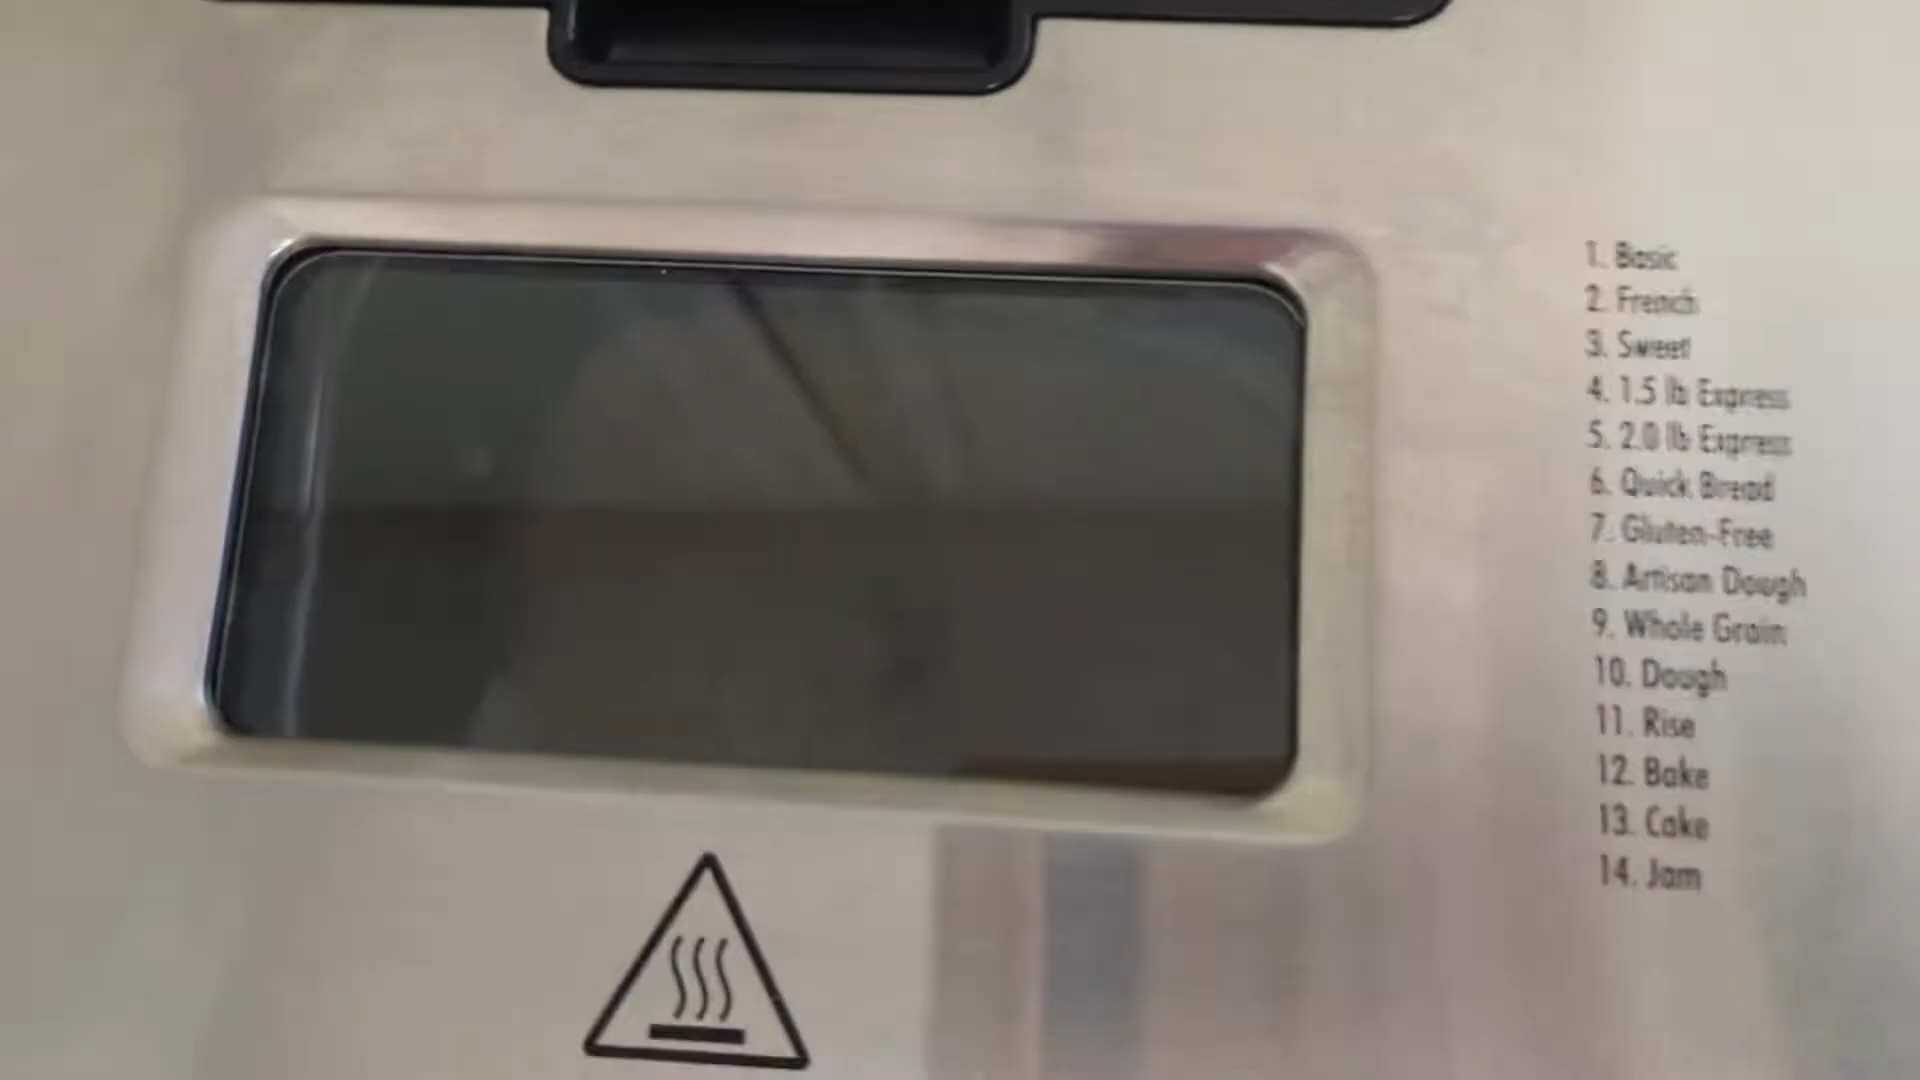 1. Basic
2. French
3. Sweet
4. 1.5 lb Express
5. 2.0 lb Express
6. Quick Bread
7. Gluten-Free
8. Artisan Dough
9. Whole Grain
10. Dough
11. Rise
12. Bake
13. Cake
14. Jam